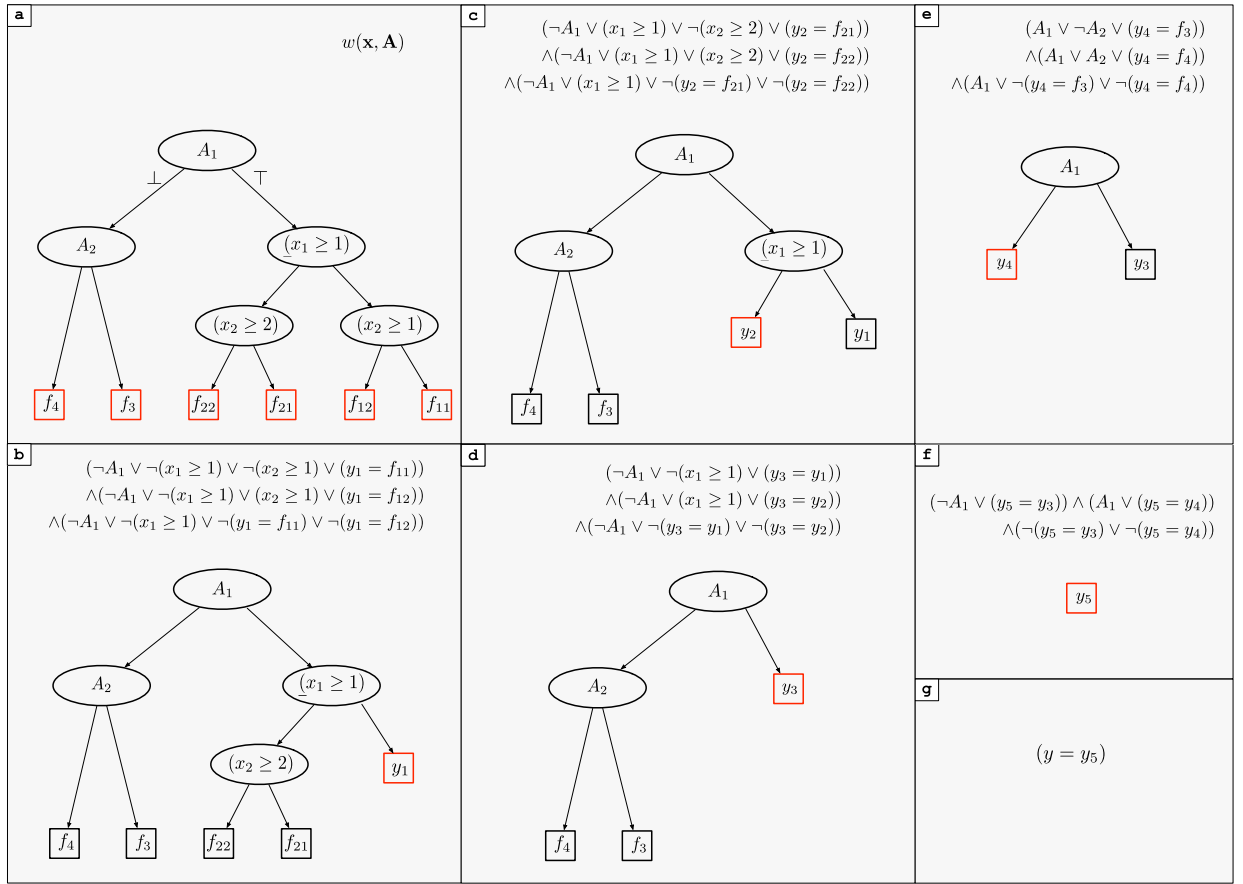 a
w(x, A)
A₁
⊥ ⊤
A₂ (x₁ ≥ 1)
(x₂ ≥ 2) (x₂ ≥ 1)
f₄ f₃ f₂₂ f₂₁ f₁₂ f₁₁
b
(¬A₁ ∨ ¬(x₁ ≥ 1) ∨ ¬(x₂ ≥ 1) ∨ (y₁ = f₁₁))
∧(¬A₁ ∨ ¬(x₁ ≥ 1) ∨ (x₂ ≥ 1) ∨ (y₁ = f₁₂))
∧(¬A₁ ∨ ¬(x₁ ≥ 1) ∨ ¬(y₁ = f₁₁) ∨ ¬(y₁ = f₁₂))
A₁
A₂ (x₁ ≥ 1)
(x₂ ≥ 2) y₁
f₄ f₃ f₂₂ f₂₁
c
(¬A₁ ∨ (x₁ ≥ 1) ∨ ¬(x₂ ≥ 2) ∨ (y₂ = f₂₁))
∧(¬A₁ ∨ (x₁ ≥ 1) ∨ (x₂ ≥ 2) ∨ (y₂ = f₂₂))
∧(¬A₁ ∨ (x₁ ≥ 1) ∨ ¬(y₂ = f₂₁) ∨ ¬(y₂ = f₂₂))
A₁
A₂ (x₁ ≥ 1)
y₂ y₁
f₄ f₃
d
(¬A₁ ∨ ¬(x₁ ≥ 1) ∨ (y₃ = y₁))
∧(¬A₁ ∨ (x₁ ≥ 1) ∨ (y₃ = y₂))
∧(¬A₁ ∨ ¬(y₃ = y₁) ∨ ¬(y₃ = y₂))
A₁
A₂ y₃
f₄ f₃
e
(A₁ ∨ ¬A₂ ∨ (y₄ = f₃))
∧(A₁ ∨ A₂ ∨ (y₄ = f₄))
∧(A₁ ∨ ¬(y₄ = f₃) ∨ ¬(y₄ = f₄))
A₁
y₄ y₃
f
(¬A₁ ∨ (y₅ = y₃)) ∧ (A₁ ∨ (y₅ = y₄))
∧(¬(y₅ = y₃) ∨ ¬(y₅ = y₄))
y₅
g
(y = y₅)